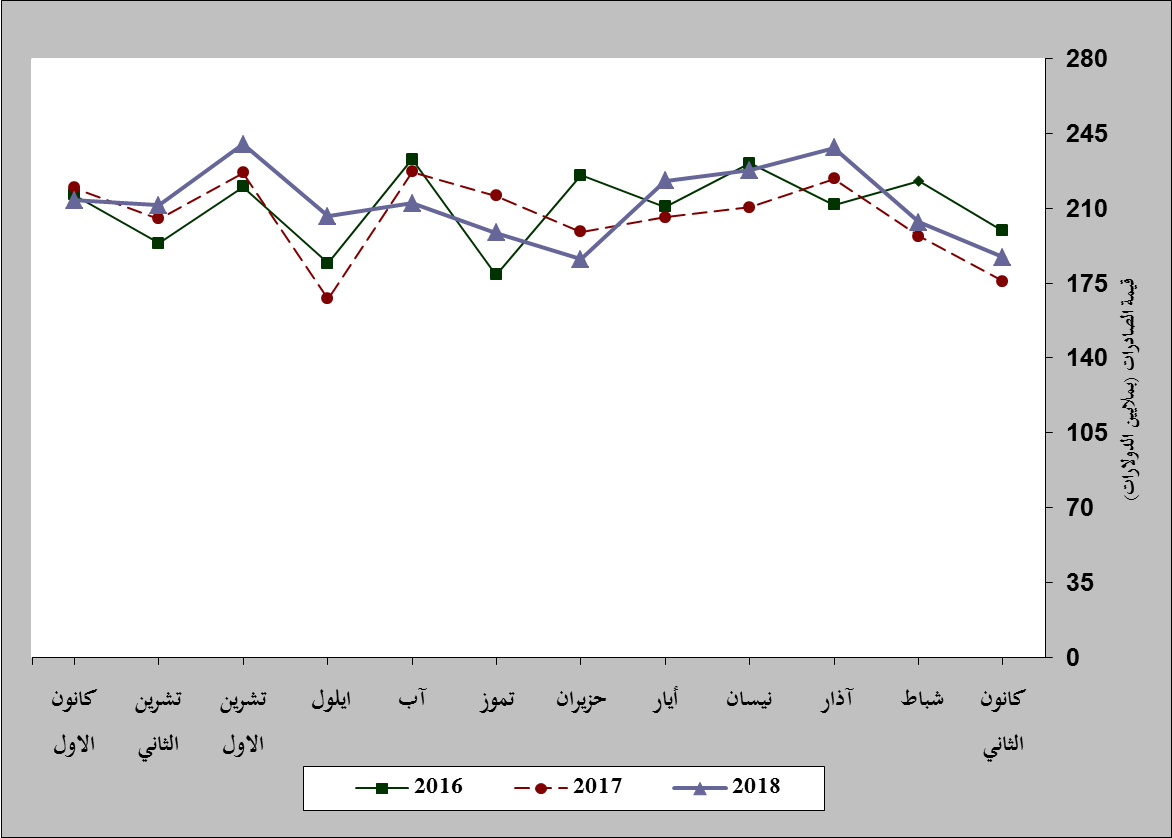 280
245
210
175
140
105
70
35
0
قيمة الصادرات (بملايين الدولارات)
كانون الثاني
شباط
آذار
نيسان
أيار
حزيران
تموز
آب
ايلول
تشرين الاول
تشرين الثاني
كانون الاول
2016
2017
2018